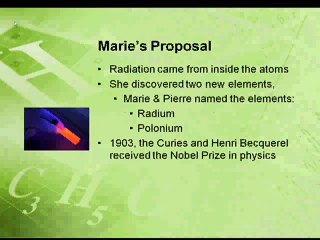 Marie's Proposal
• Radiation came from inside the atoms
• She discovered two new elements,
• Marie & Pierre named the elements:
• Radium
• Polonium
• 1903, the Curies and Henri Becquerel
received the Nobel Prize in physics
H
C3H5